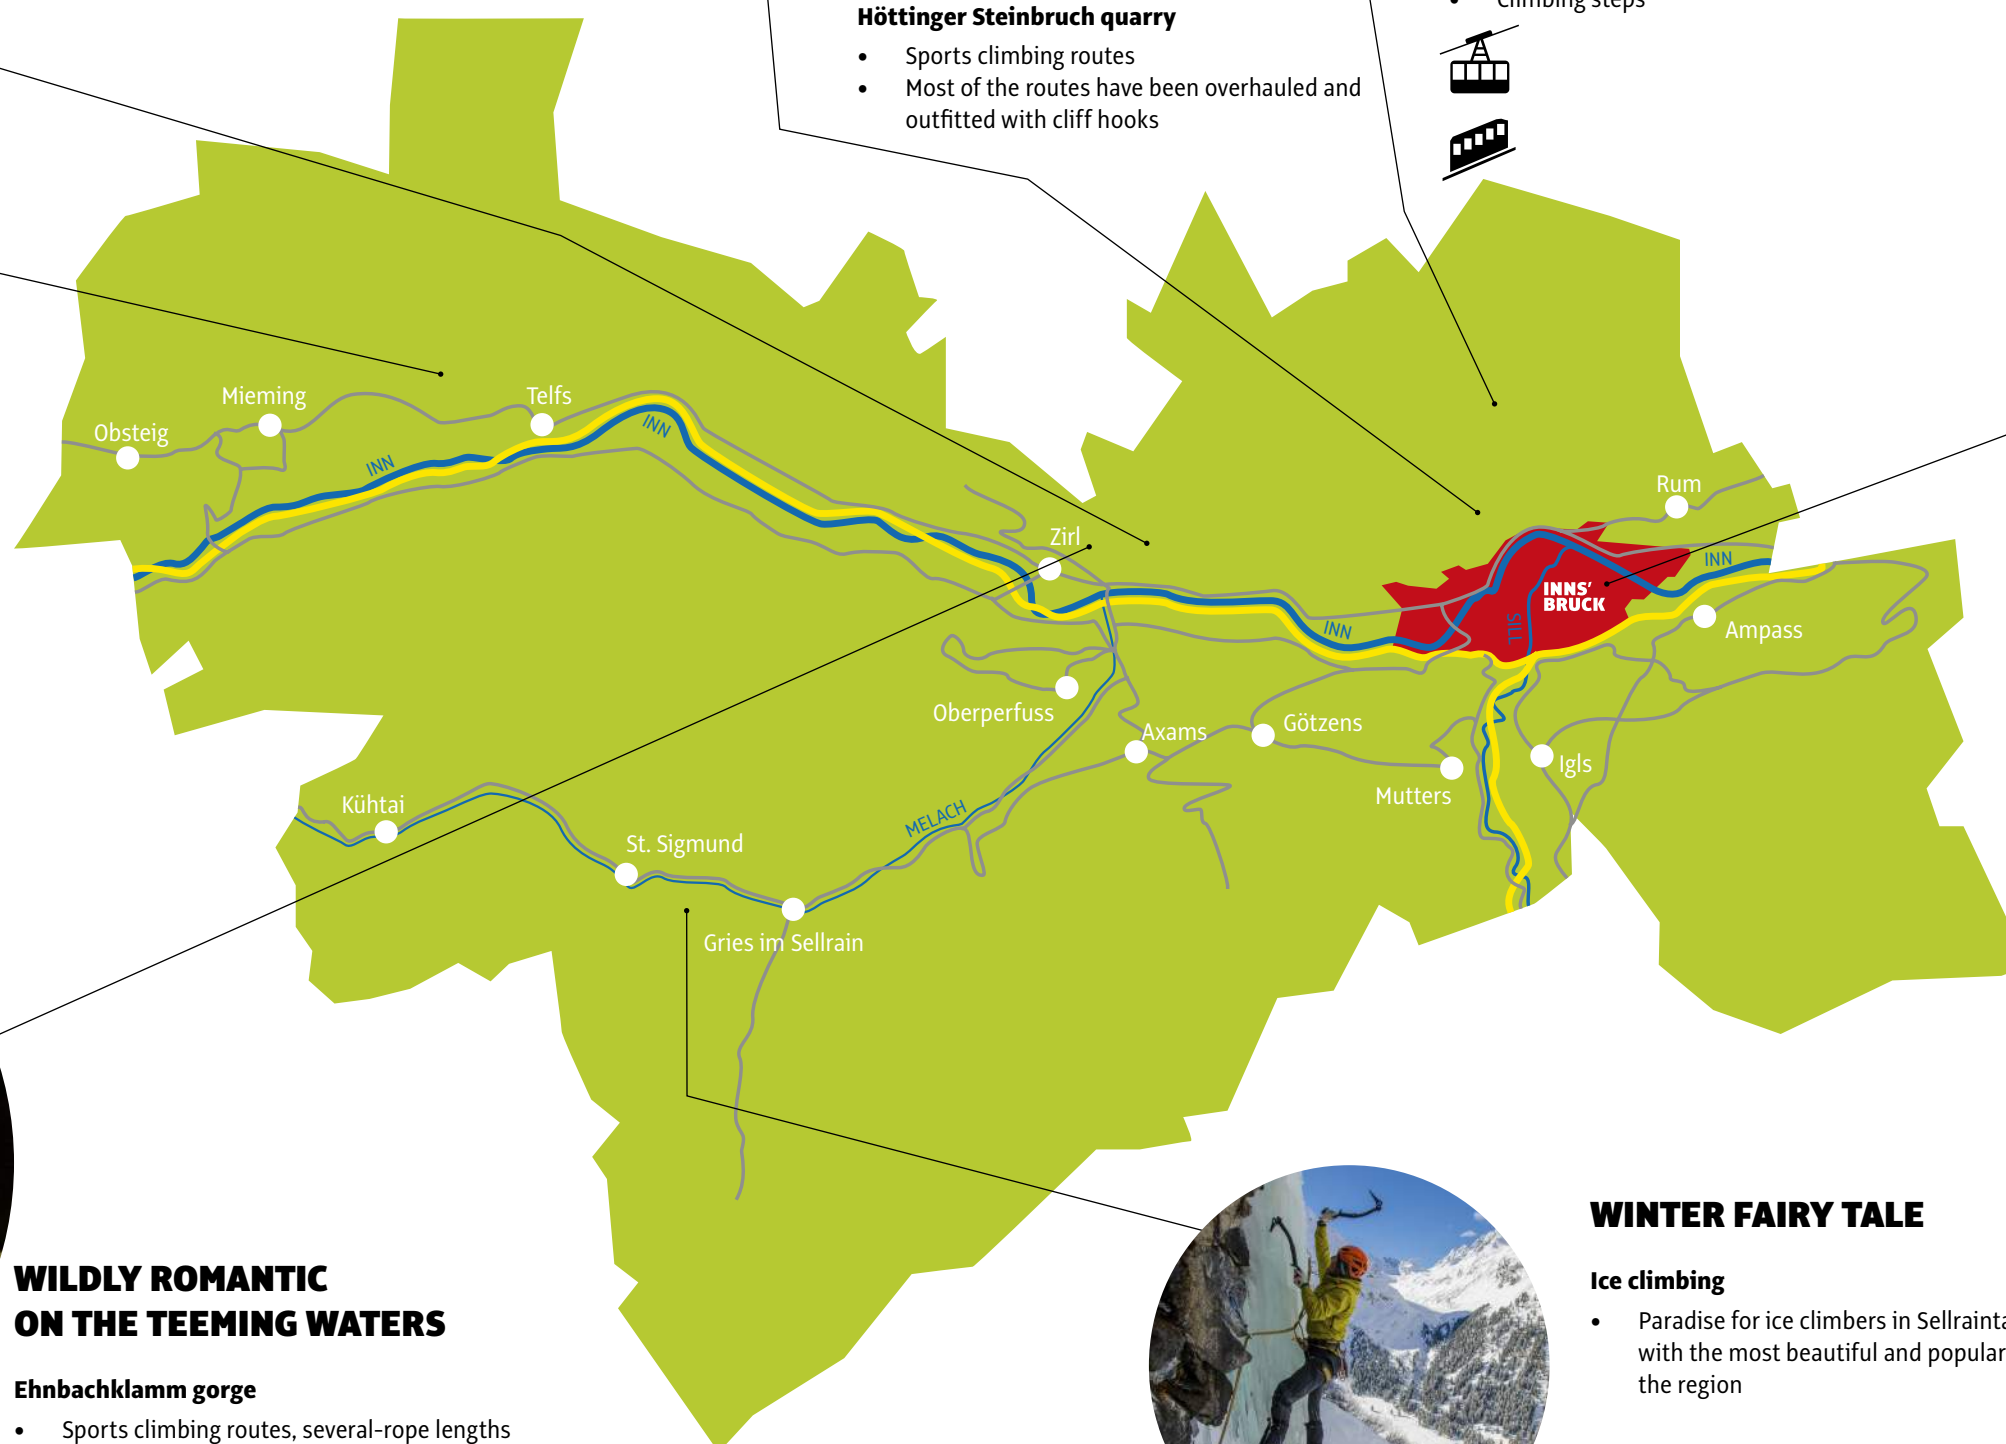 Climbing steps
Höttinger Steinbruch quarry
• Sports climbing routes
• Most of the routes have been overhauled and
outfitted with cliff hooks
Mieming
Telfs
Obsteig
INN
INN
Rum
Zirl
INN
INNS'
BRUCK
SILL
INN
Ampass
Oberperfuss
Axams
Götzens
Igls
Mutters
Kühtai
MELACH
St. Sigmund
Gries im Sellrain
WILDLY ROMANTIC
ON THE TEEMING WATERS
Ehnbachklamm gorge
• Sports climbing routes, several-rope lengths
WINTER FAIRY TALE
Ice climbing
• Paradise for ice climbers in Sellrainta
with the most beautiful and popular
the region